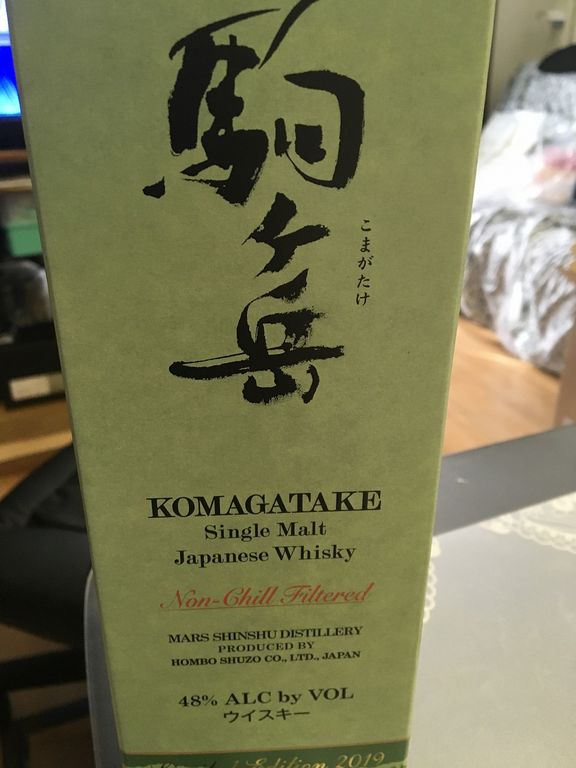 駒ヶ岳
こまがたけ
KOMAGATAKE
Single Malt
Japanese Whisky
Non-Chill Filtered
MARS SHINSHU DISTILLERY
PRODUCED BY
HOMBO SHUZO CO., LTD., JAPAN
48% ALC by VOL
ウイスキー
Edition 2019